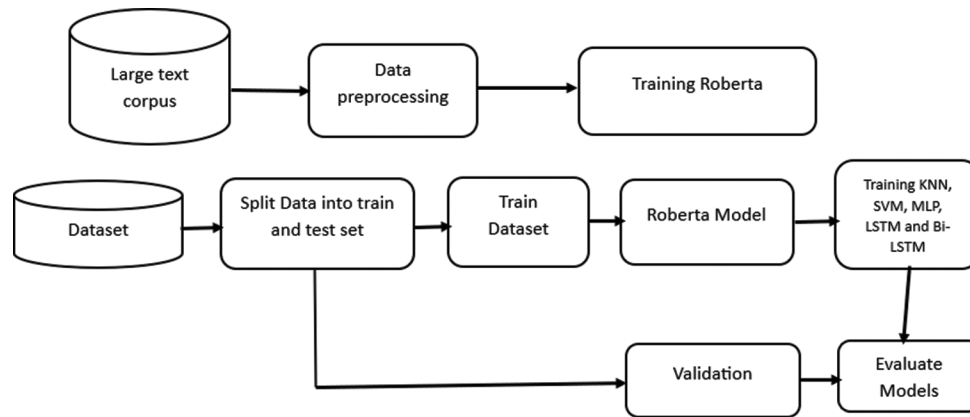 Large text
corpus
Data
preprocessing
Training Roberta
Dataset
Split Data into train
and test set
Train
Dataset
Roberta Model
Training KNN,
SVM, MLP,
LSTM and Bi-
LSTM
Validation
Evaluate
Models